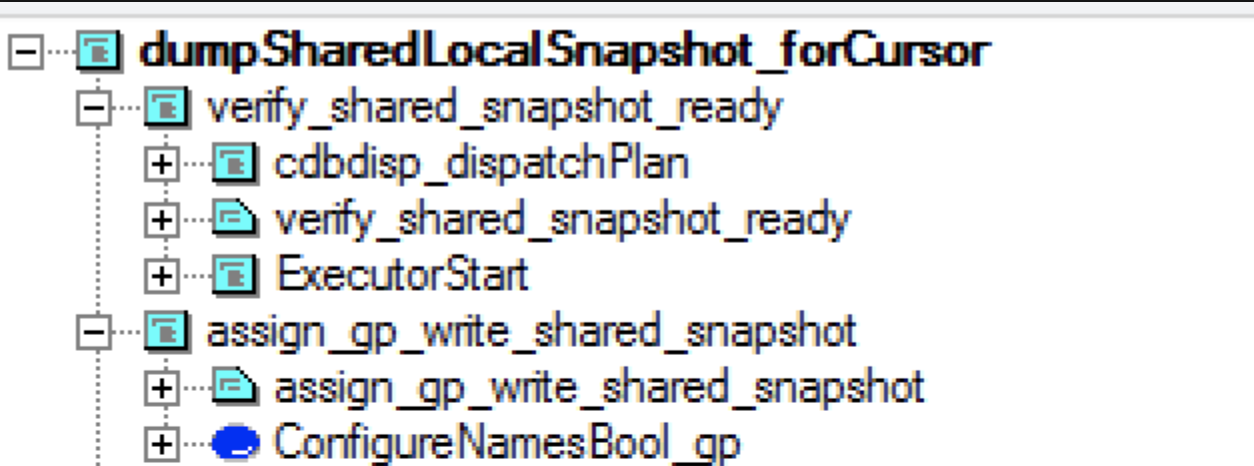 dumpSharedLocalSnapshot_forCursor
verify_shared_snapshot_ready
cdbdisp_dispatchPlan
verify_shared_snapshot_ready
ExecutorStart
assign_gp_write_shared_snapshot
assign_gp_write_shared_snapshot
ConfigureNamesBool_gp